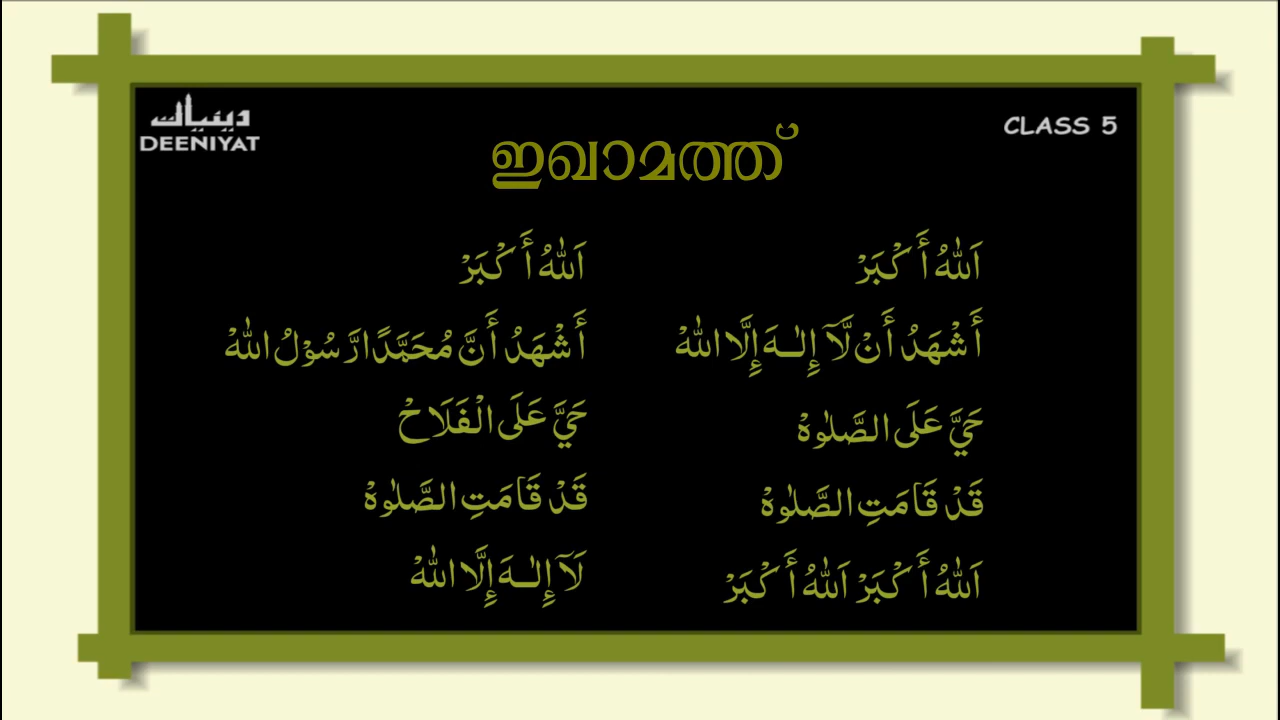 دینیات
DEENIYAT
CLASS 5
ഇഖാമത്ത്
اَللّٰهُ أَكْبَرْ اَللّٰهُ أَكْبَرْ
أَشْهَدُ أَنْ لَّآ إِلٰـهَ إِلَّا اللّٰهْ أَشْهَدُ أَنَّ مُحَمَّدًا رَّسُوْلُ اللّٰهْ
حَيَّ عَلَى الصَّلٰوةْ حَيَّ عَلَى الْفَلَاحْ
قَدْ قَامَتِ الصَّلٰوةْ قَدْ قَامَتِ الصَّلٰوةْ
اَللّٰهُ أَكْبَرْ اَللّٰهُ أَكْبَرْ لَآ إِلٰـهَ إِلَّا اللّٰهْ